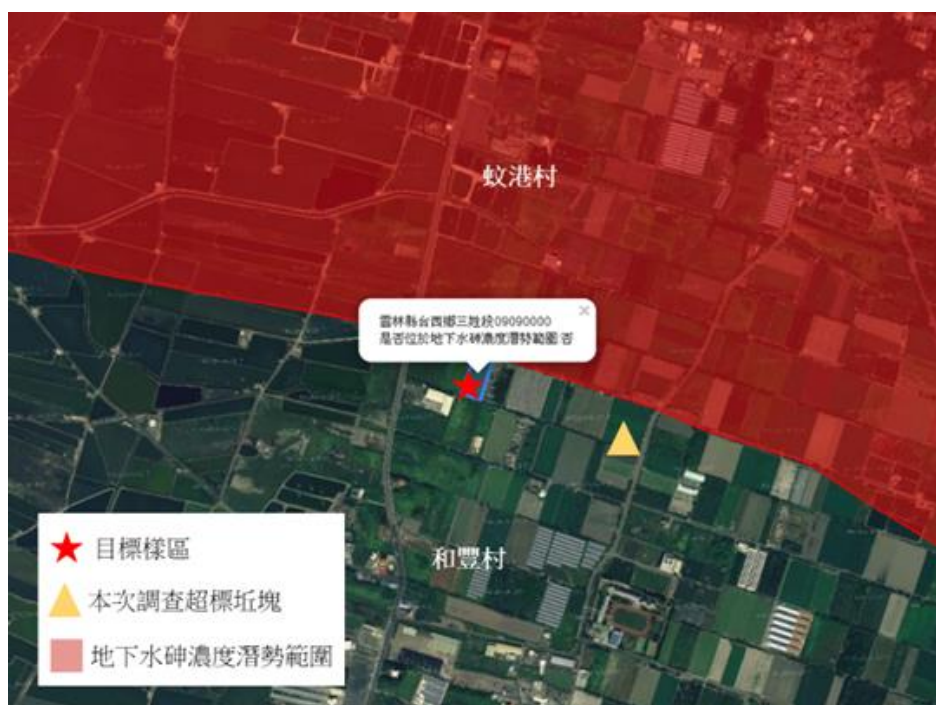 蚊港村
雲林縣台西鄉三姓段09090000
是否位於地下水砷濃度潛勢範圍:否
和豐村
目標樣區
本次調查超標坵塊
地下水砷濃度潛勢範圍